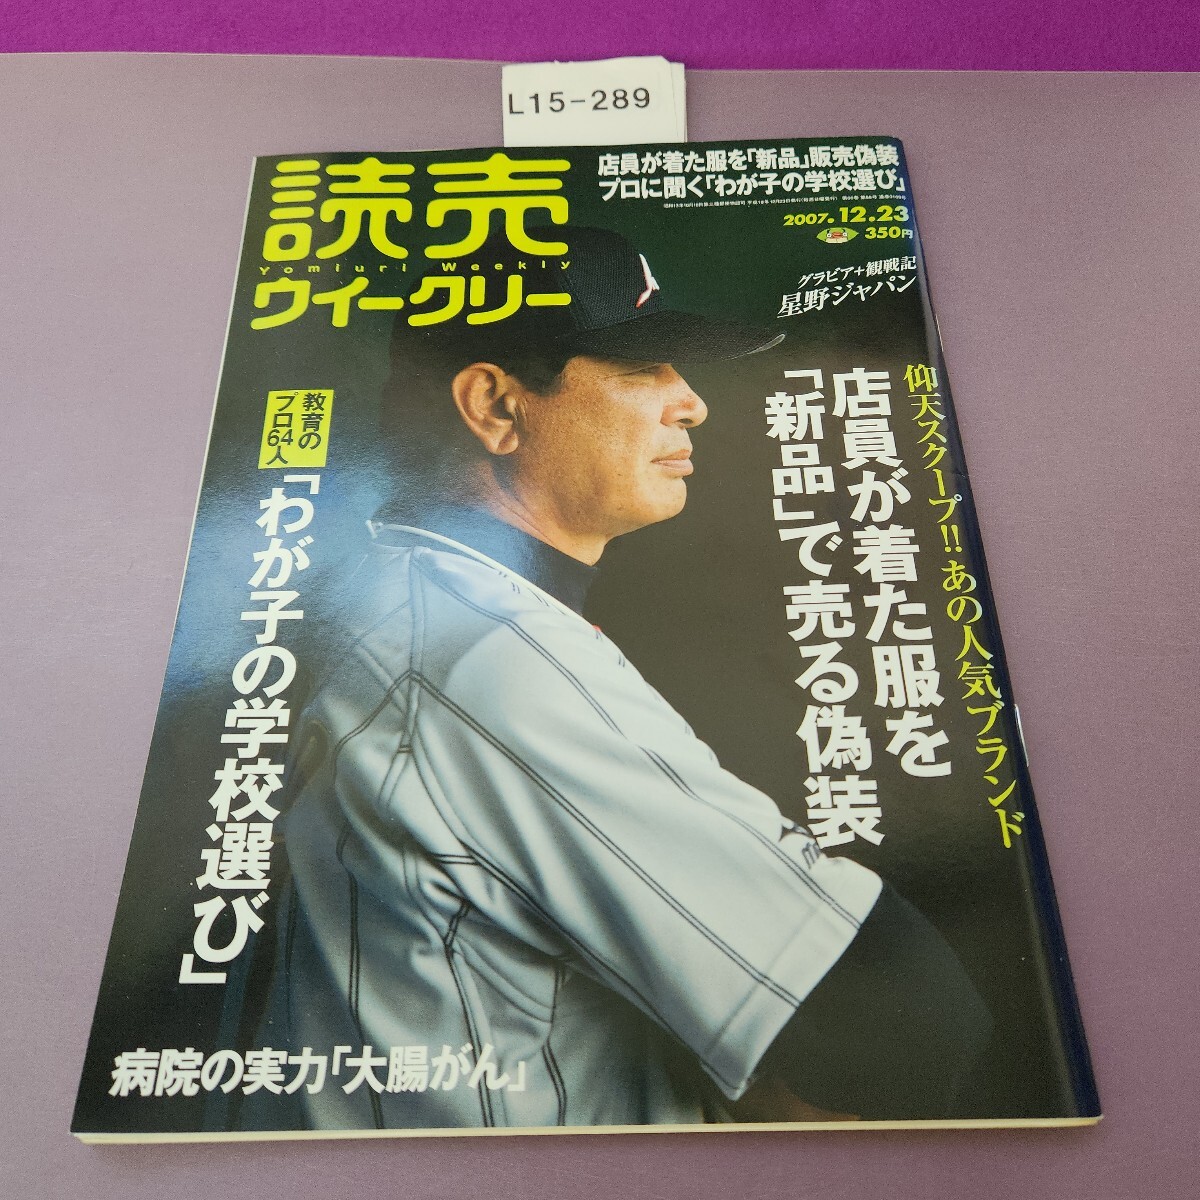 L15-289
読売
Yomiuri Weekly
ウイークリー
店員が着た服を「新品」販売偽装
プロに聞く「わが子の学校選び」
2007.12.23
350円
グラビア+観戦記
星野ジャパン
仰天スクープ!!あの人気ブランド
店員が着た服を
「新品」で売る偽装
教育の
プロ64人
「わが子の学校選び」
病院の実力「大腸がん」